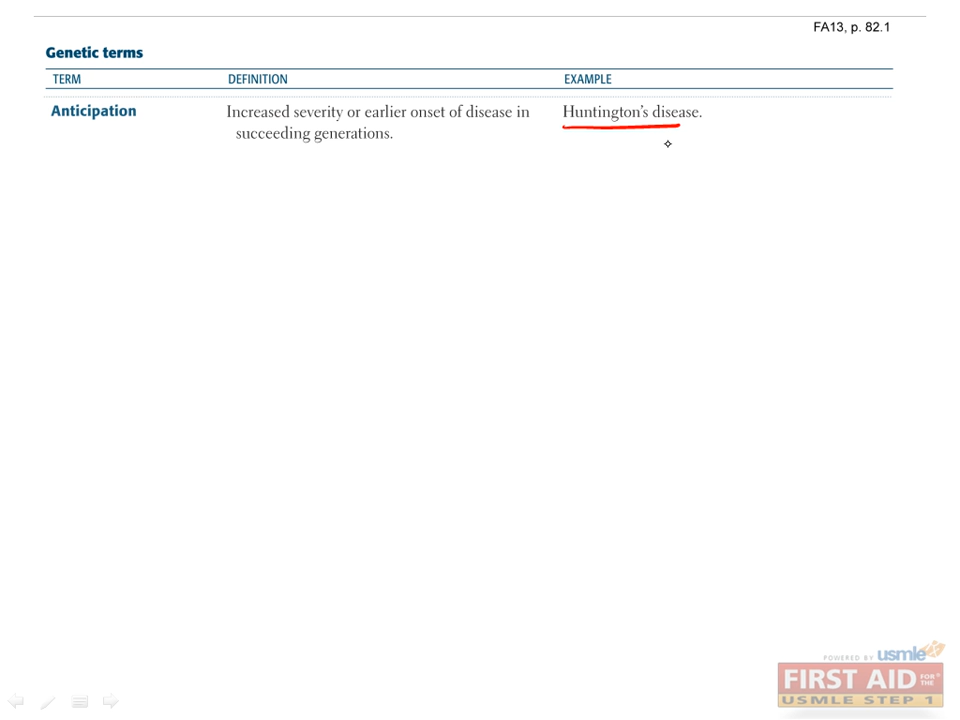 FA13, p. 82.1
Genetic terms
TERM DEFINITION EXAMPLE
Anticipation Increased severity or earlier onset of disease in Huntington's disease.
succeeding generations.
POWERED BY usmle
FIRST AID FOR THE
USMLE STEP 1